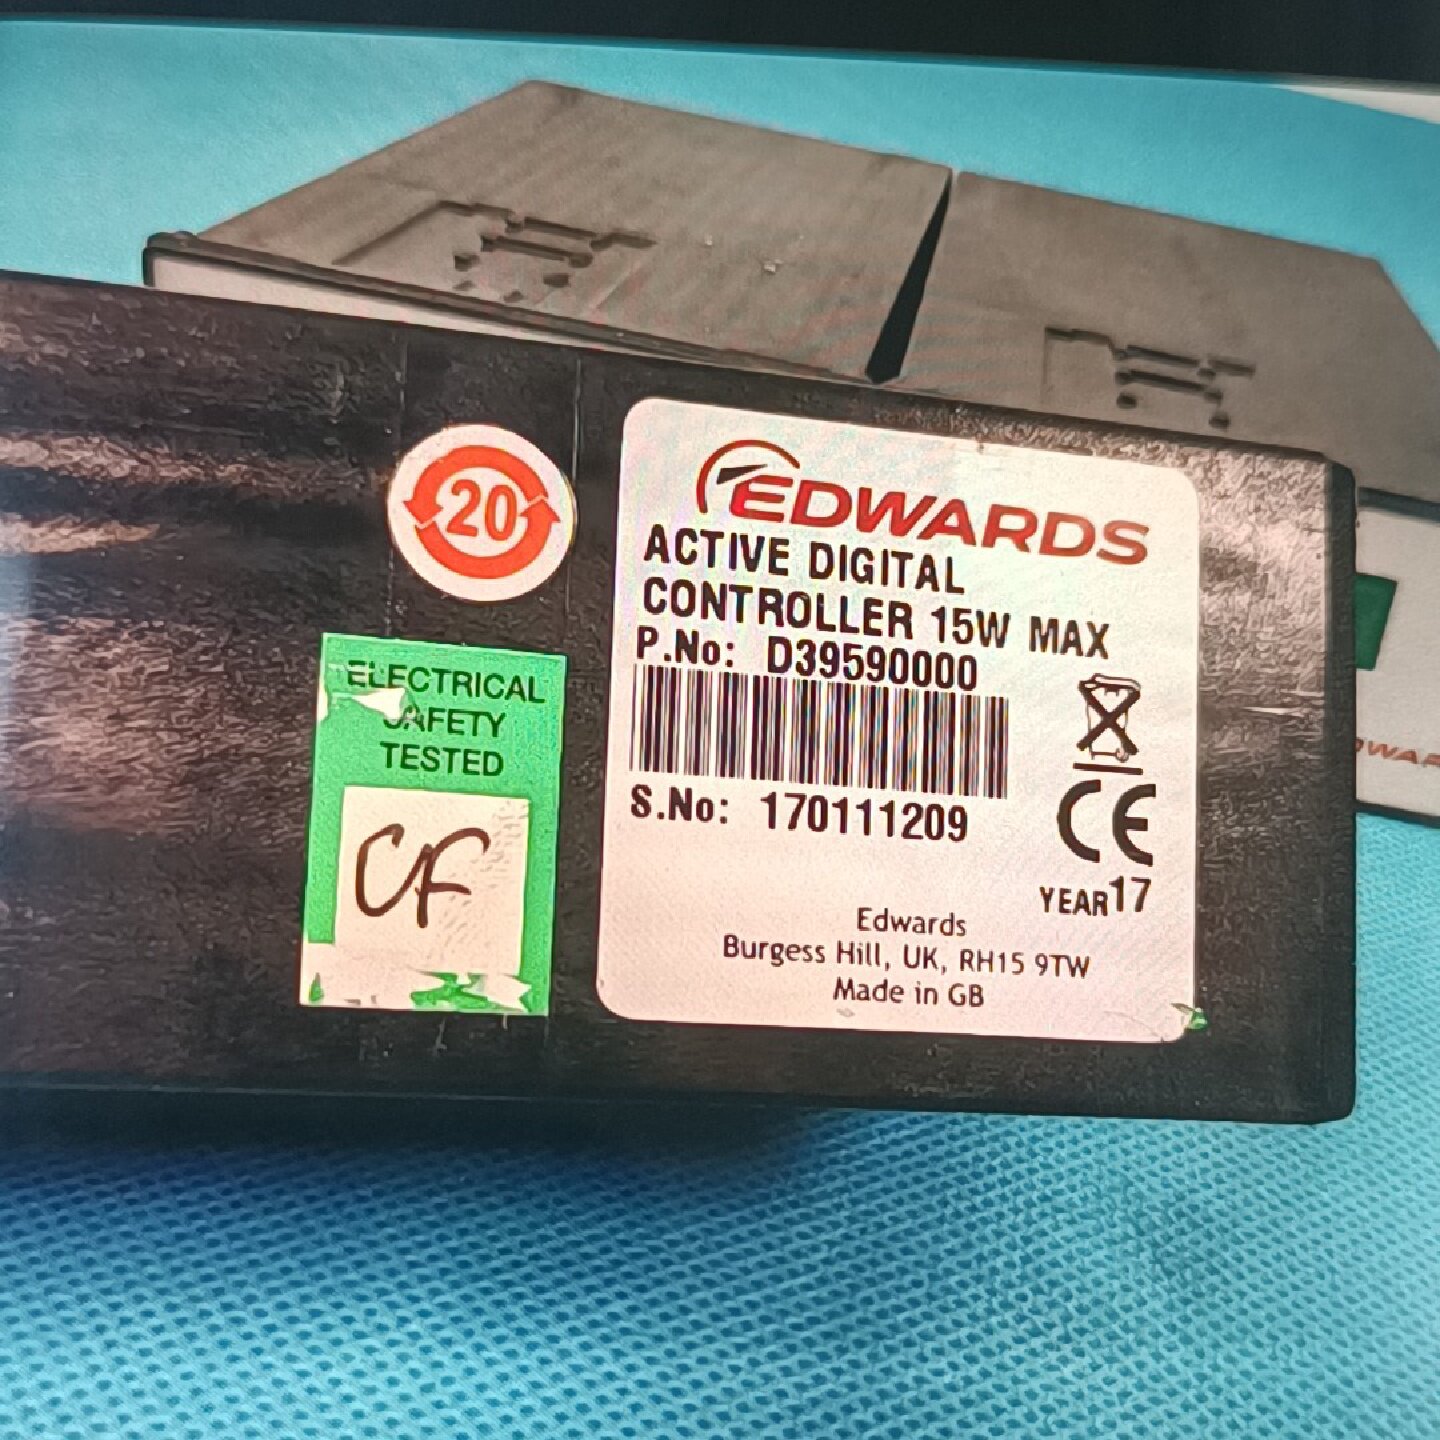 20
EDWARDS
ACTIVE DIGITAL
CONTROLLER 15W MAX
P.No: D39590000
S.No: 170111209
CE
YEAR17
Edwards
Burgess Hill, UK, RH15 9TW
Made in GB
ELECTRICAL
SAFETY
TESTED
CF